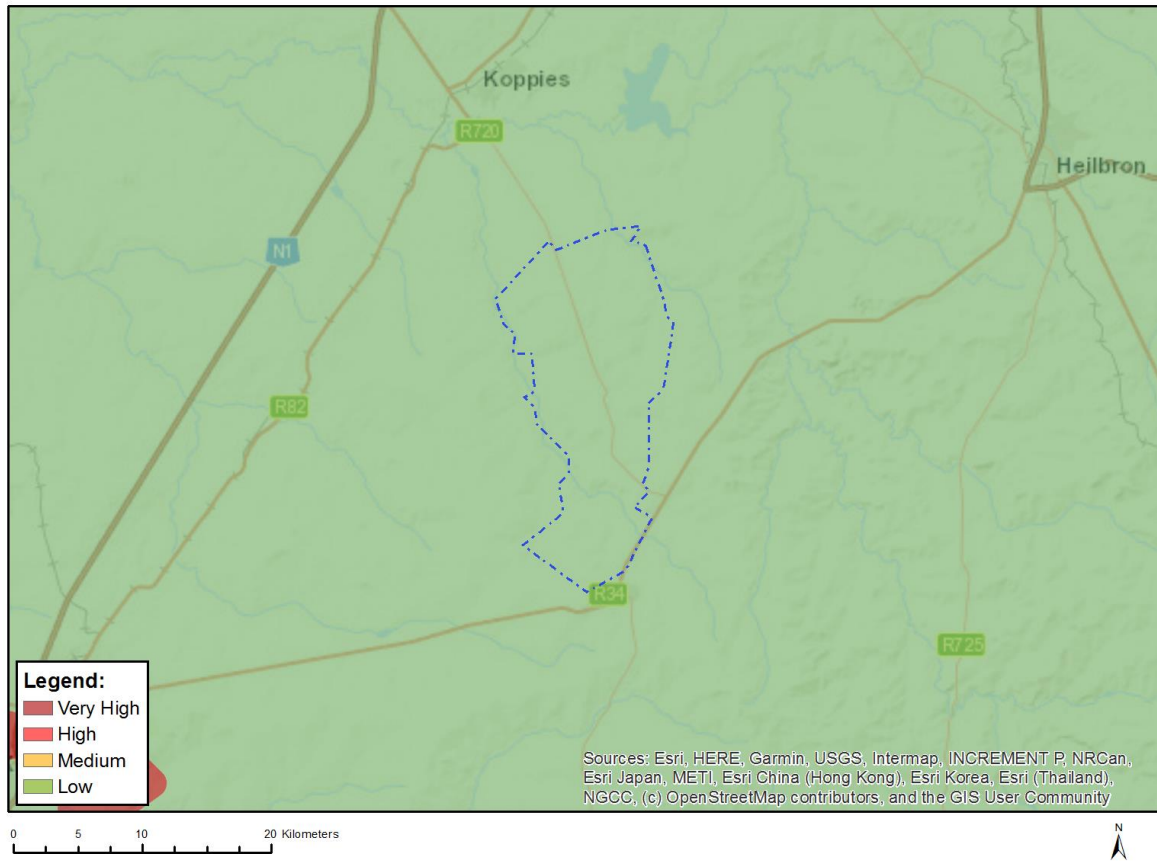 Koppies
R720
Heilbron
N1
R82
R34
R725
Legend:
Very High
High
Medium
Low
Sources: Esri, HERE, Garmin, USGS, Intermap, INCREMENT P, NRCan,
Esri Japan, METI, Esri China (Hong Kong), Esri Korea, Esri (Thailand),
NGCC, (c) OpenStreetMap contributors, and the GIS User Community
0 5 10 20 Kilometers
N